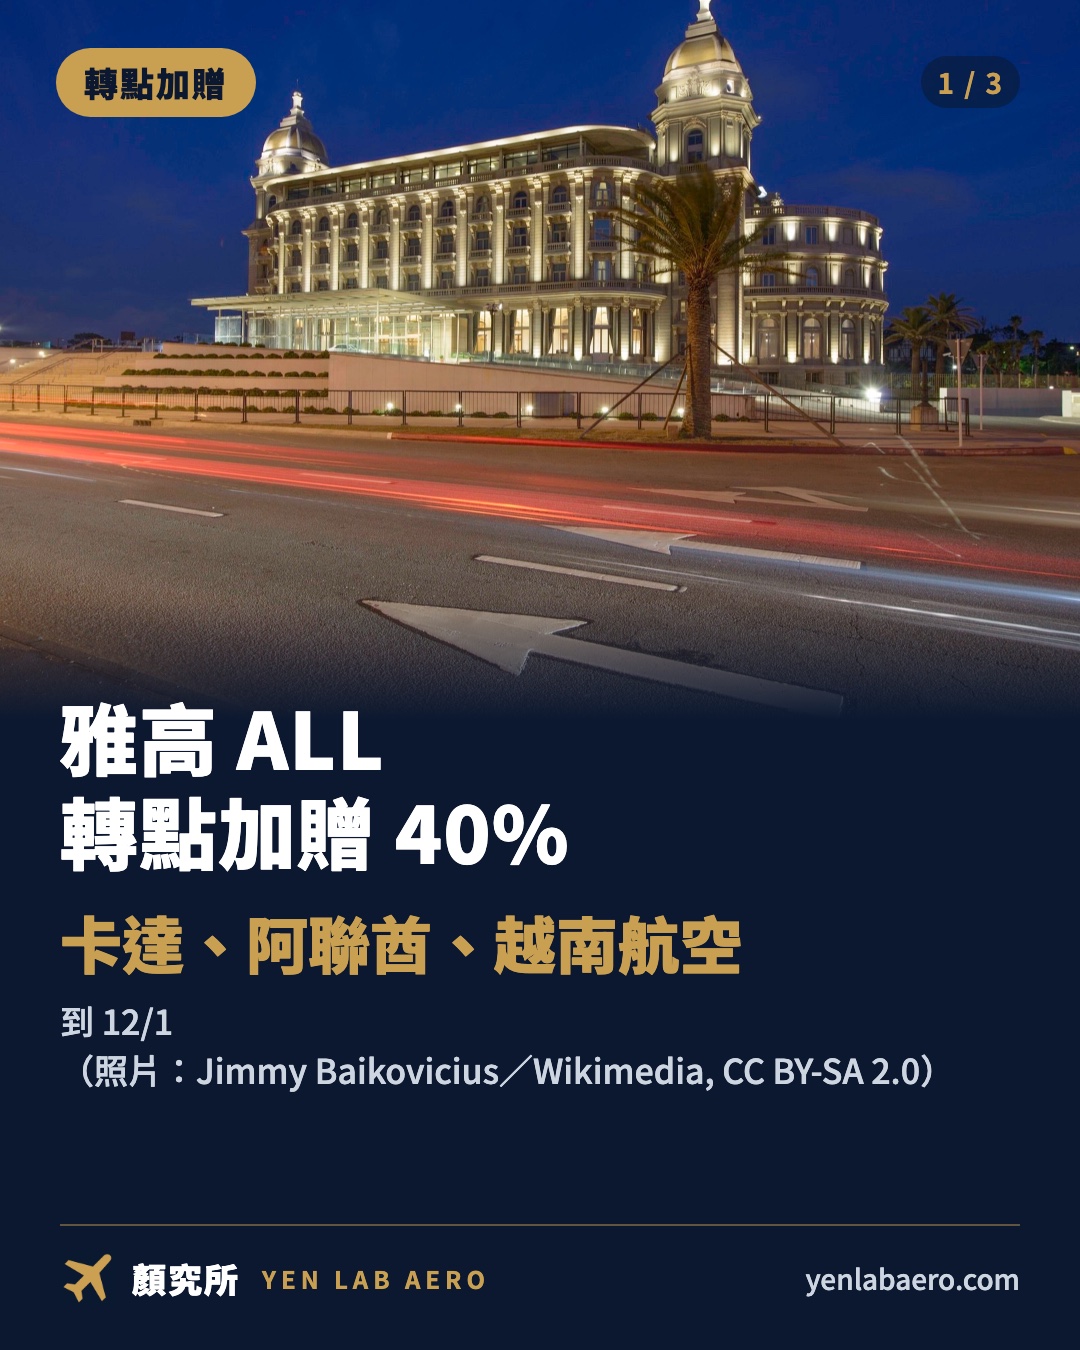 轉點加贈
1 / 3
雅高 ALL
轉點加贈 40%
卡達、阿聯酋、越南航空
到 12/1
（照片：Jimmy Baikovicius／Wikimedia, CC BY-SA 2.0）
顏究所 YEN LAB AERO
yenlabaero.com